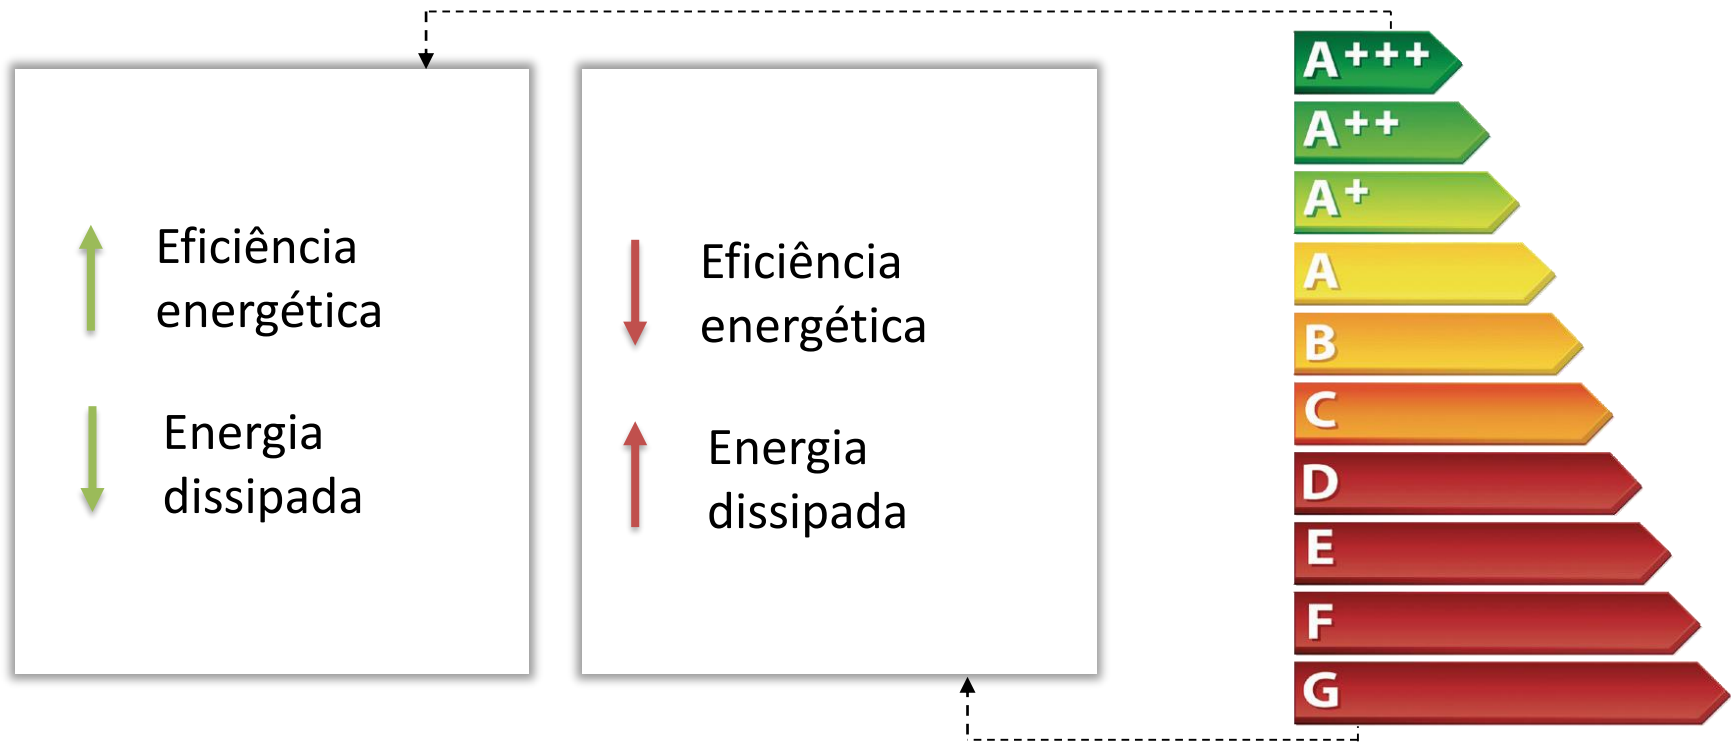 Eficiência
energética
Energia
dissipada
Eficiência
energética
Energia
dissipada
A+++
A++
A+
A
B
C
D
E
F
G